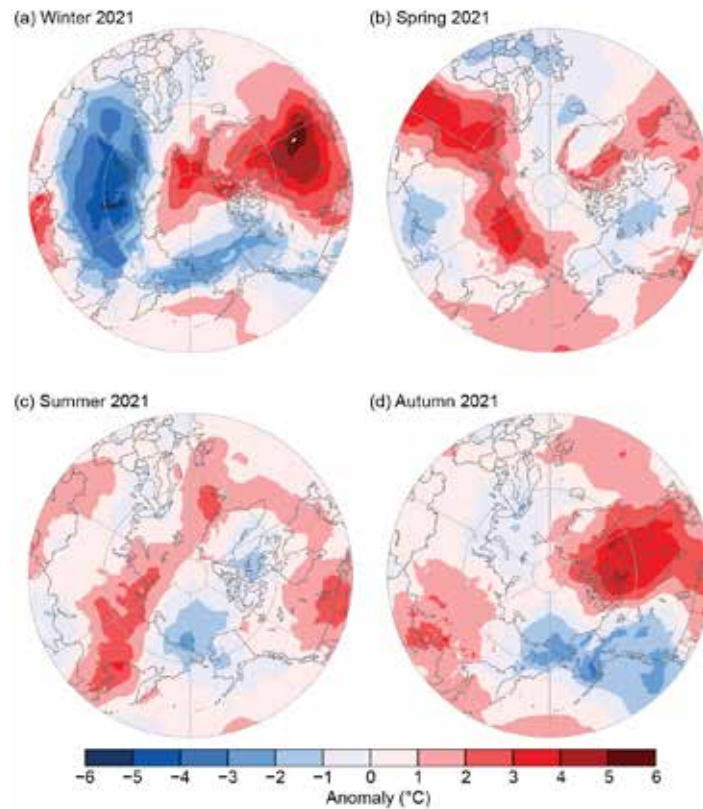 (a) Winter 2021
(b) Spring 2021
(c) Summer 2021
(d) Autumn 2021
−6 −5 −4 −3 −2 −1 0 1 2 3 4 5 6
Anomaly (°C)